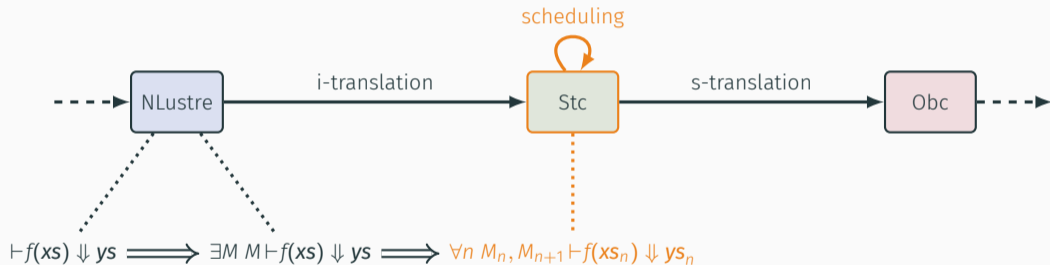 scheduling
i-translation
s-translation
NLustre
Stc
Obc
⊢f(xs) ⇓ ys ⟹ ∃M M⊢f(xs) ⇓ ys ⟹ ∀n Mₙ, Mₙ₊₁ ⊢f(xsₙ) ⇓ ysₙ